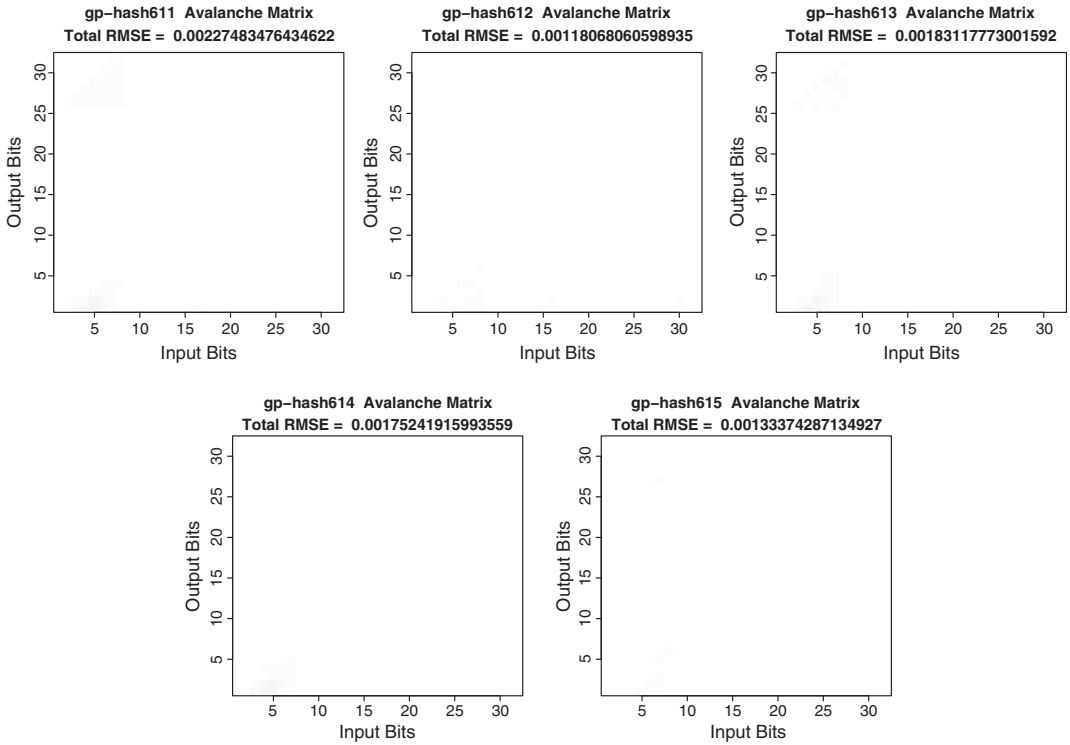 gp-hash611 Avalanche Matrix
Total RMSE = 0.00227483476434622
Output Bits
30
25
20
15
10
5
5 10 15 20 25 30
Input Bits
gp-hash612 Avalanche Matrix
Total RMSE = 0.00118068060598935
Output Bits
30
25
20
15
10
5
5 10 15 20 25 30
Input Bits
gp-hash613 Avalanche Matrix
Total RMSE = 0.00183117773001592
Output Bits
30
25
20
15
10
5
5 10 15 20 25 30
Input Bits
gp-hash614 Avalanche Matrix
Total RMSE = 0.00175241915993559
Output Bits
30
25
20
15
10
5
5 10 15 20 25 30
Input Bits
gp-hash615 Avalanche Matrix
Total RMSE = 0.00133374287134927
Output Bits
30
25
20
15
10
5
5 10 15 20 25 30
Input Bits